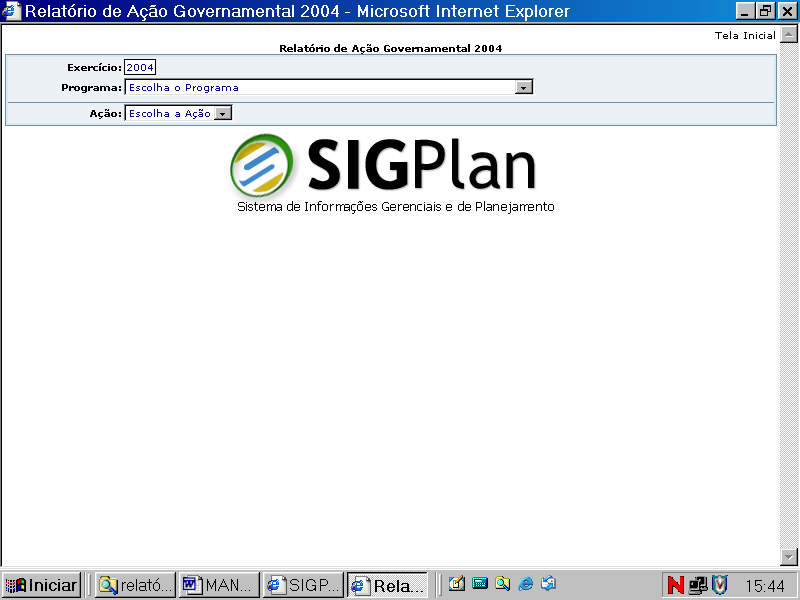 Relatório de Ação Governamental 2004 - Microsoft Internet Explorer
Tela Inicial
Relatório de Ação Governamental 2004
Exercício: 2004
Programa: Escolha o Programa
Ação: Escolha a Ação
SIGPlan
Sistema de Informações Gerenciais e de Planejamento
Iniciar relató... MAN... SIGP... Rela... 15:44